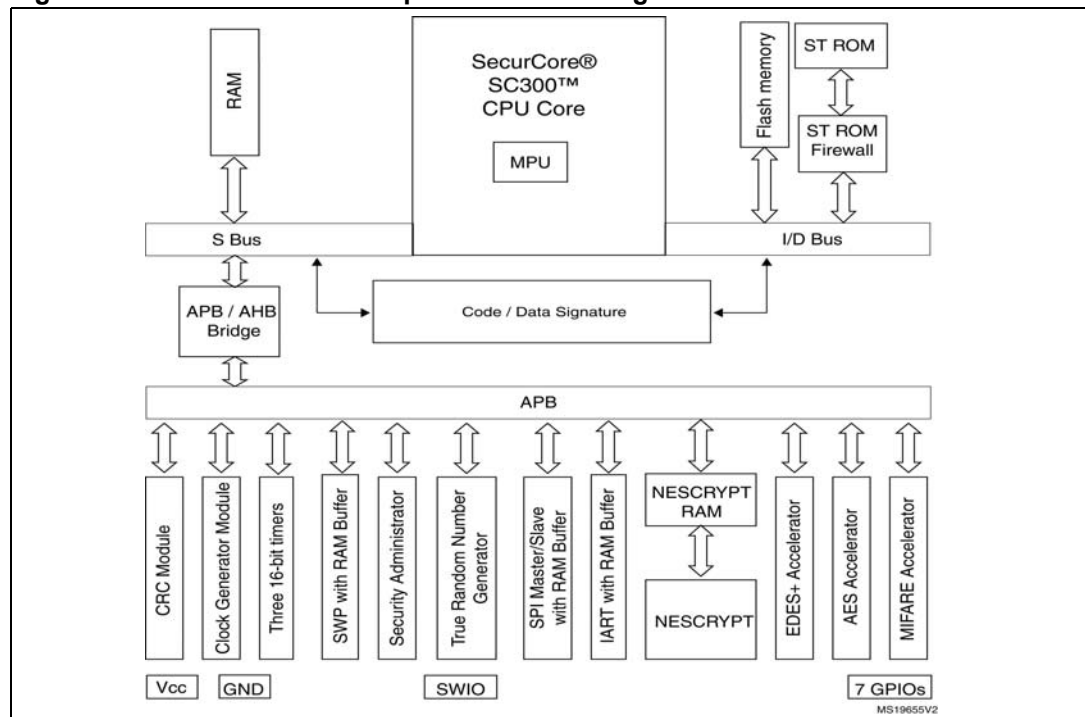 RAM
SecurCore®
SC300™
CPU Core
MPU
Flash memory
ST ROM
ST ROM
Firewall
S Bus
I/D Bus
APB / AHB
Bridge
Code / Data Signature
APB
CRC Module
Clock Generator Module
Three 16-bit timers
SWP with RAM Buffer
Security Administrator
True Random Number
Generator
SPI Master/Slave
with RAM Buffer
IART with RAM Buffer
NESCRYPT
RAM
NESCRYPT
EDES+ Accelerator
AES Accelerator
MIFARE Accelerator
Vcc
GND
SWIO
7 GPIOs
MS19655V2